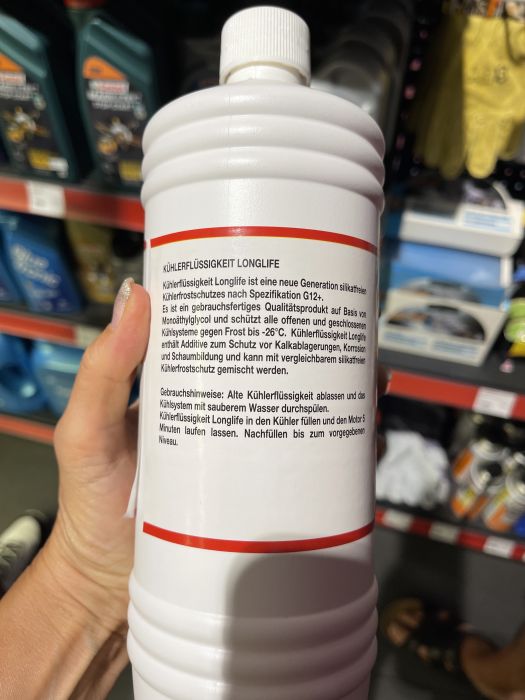 KÜHLERFLÜSSIGKEIT LONGLIFE
Kühlerflüssigkeit Longlife ist eine neue Generation silikatfreien
Kühlerfrostschutzes nach Spezifikation G12+.
Es ist ein gebrauchsfertiges Qualitätsprodukt auf Basis von
Monoäthylglycol und schützt alle offenen und geschlossenen
Kühlsysteme gegen Frost bis -26°C. Kühlerflüssigkeit Longlife
enthält Additive zum Schutz vor Kalkablagerungen, Korrosion
und Schaumbildung und kann mit vergleichbarem silikatfreien
Kühlerfrostschutz gemischt werden.
Gebrauchshinweise: Alte Kühlerflüssigkeit ablassen und das
Kühlsystem mit sauberem Wasser durchspülen.
Kühlerflüssigkeit Longlife in den Kühler füllen und den Motor 5
Minuten laufen lassen. Nachfüllen bis zum vorgegebenen
Niveau.